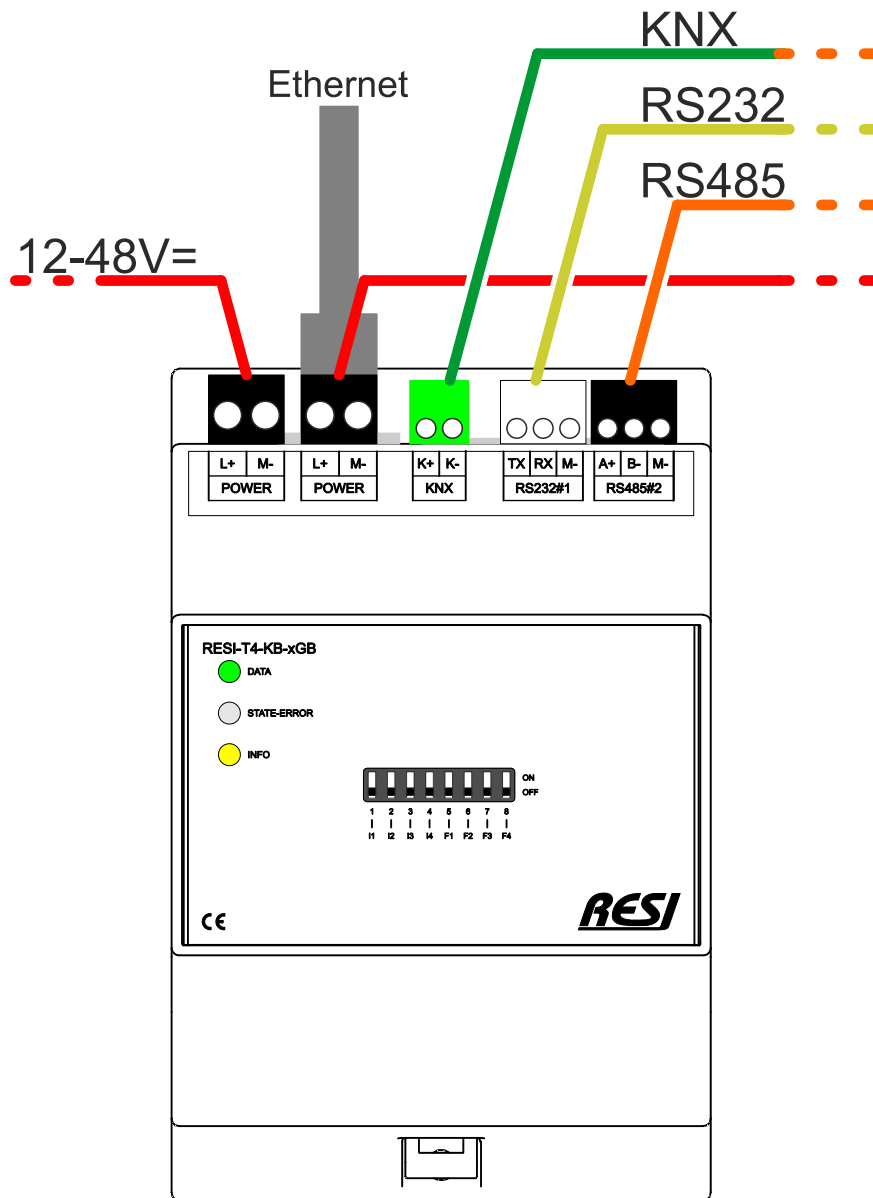 KNX
Ethernet
RS232
RS485
12-48V=
L+ M- L+ M- K+ K- TX RX M- A+ B- M-
POWER POWER KNX RS232#1 RS485#2
RESI-T4-KB-xGB
DATA
STATE-ERROR
INFO
ON
OFF
1 2 3 4 5 6 7 8
I1 I2 I3 I4 F1 F2 F3 F4
CE RESI